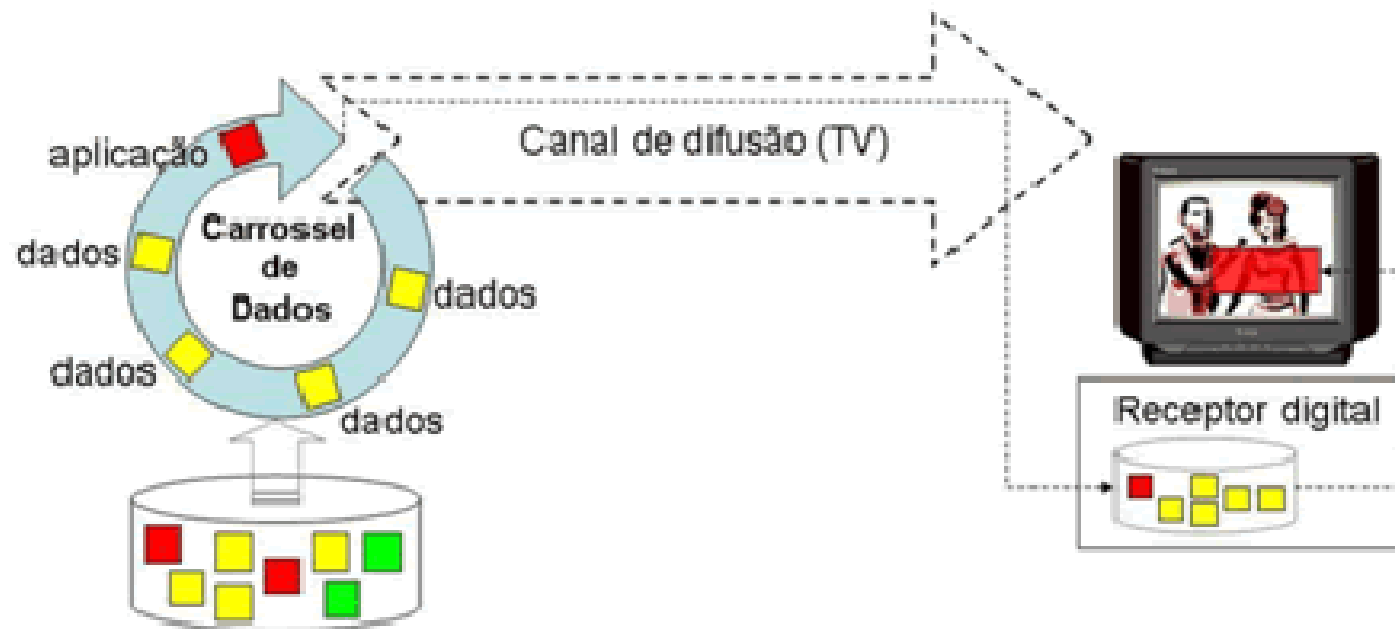 aplicação
Canal de difusão (TV)
Carrossel
de
Dados
dados
dados
dados
dados
Receptor digital